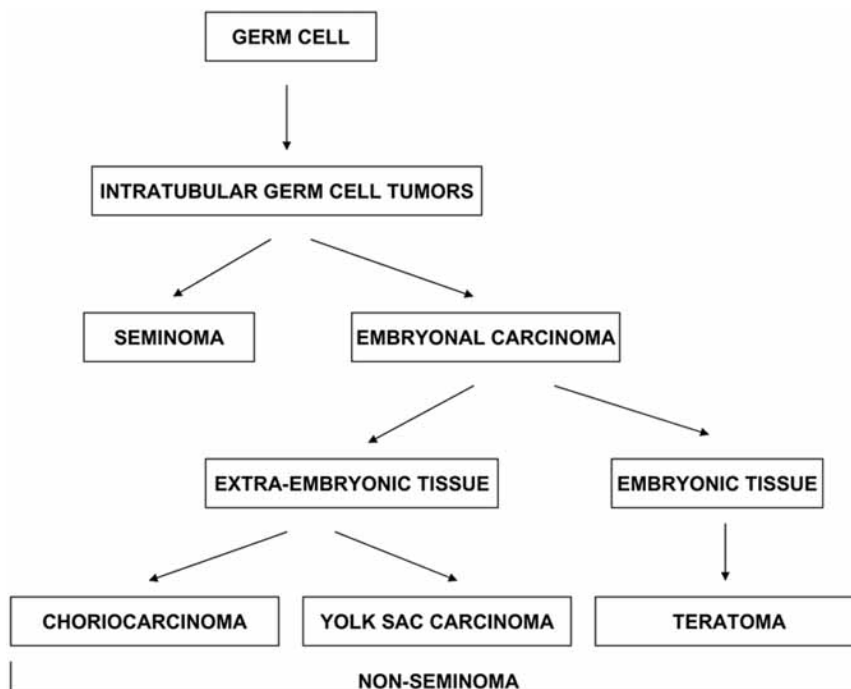 GERM CELL
INTRATUBULAR GERM CELL TUMORS
SEMINOMA
EMBRYONAL CARCINOMA
EXTRA-EMBRYONIC TISSUE
EMBRYONIC TISSUE
CHORIOCARCINOMA
YOLK SAC CARCINOMA
TERATOMA
NON-SEMINOMA